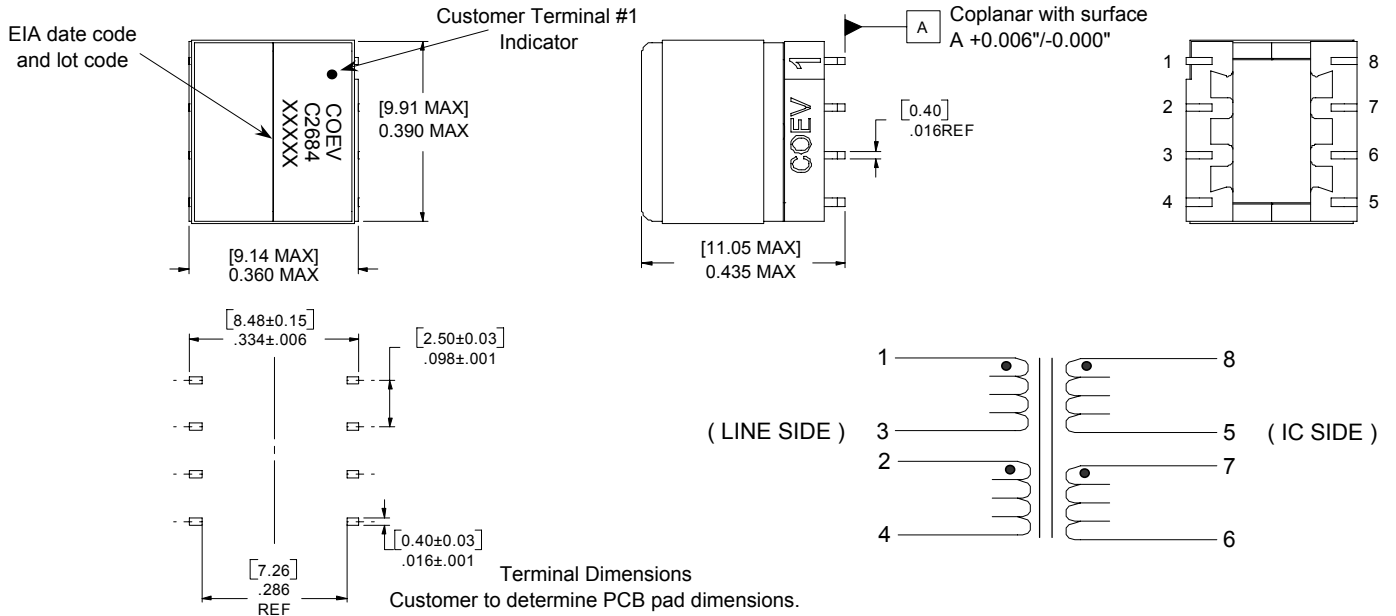 EIA date code
and lot code
Customer Terminal #1
Indicator
COEV
C2684
XXXXX
[9.91 MAX]
0.390 MAX
[9.14 MAX]
0.360 MAX
1
COEV
A
Coplanar with surface
A +0.006"/-0.000"
[0.40]
.016REF
[11.05 MAX]
0.435 MAX
1
2
3
4
8
7
6
5
[8.48±0.15]
.334±.006
[2.50±0.03]
.098±.001
[0.40±0.03]
.016±.001
[7.26]
.286
REF
Terminal Dimensions
Customer to determine PCB pad dimensions.
1
( LINE SIDE ) 3
2
4
8
5 ( IC SIDE )
7
6